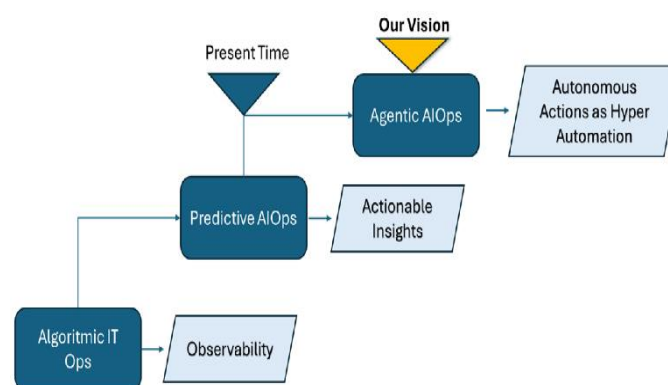 Our Vision
Present Time
Agentic AIOps
Autonomous
Actions as Hyper
Automation
Predictive AIOps
Actionable
Insights
Algoritmic IT
Ops
Observability